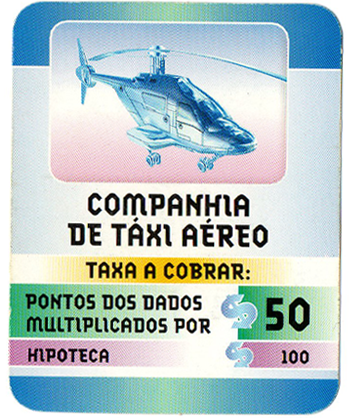 COMPANHIA
DE TÁXI AÉREO
TAXA A COBRAR:
PONTOS DOS DADOS
MULTIPLICADOS POR
50
HIPOTECA
100